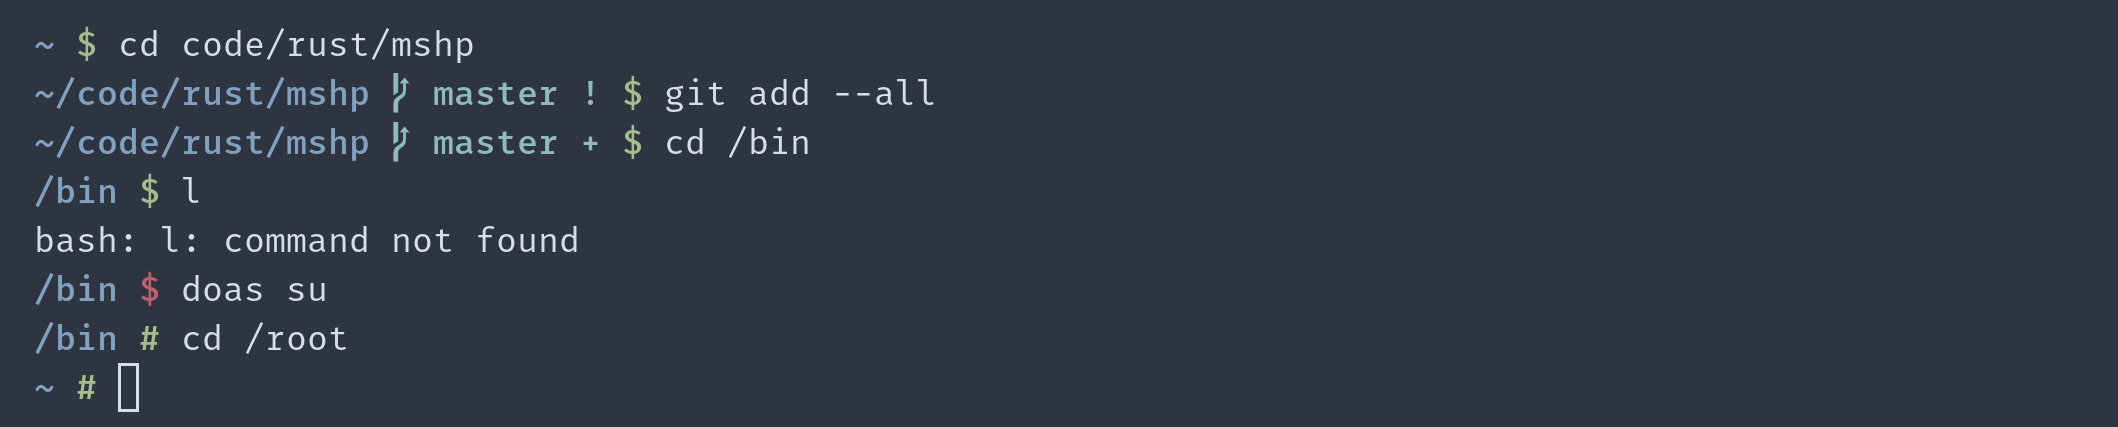 ~ $ cd code/rust/mshp
~/code/rust/mshp  master ! $ git add --all
~/code/rust/mshp  master + $ cd /bin
/bin $ l
bash: l: command not found
/bin $ doas su
/bin # cd /root
~ #